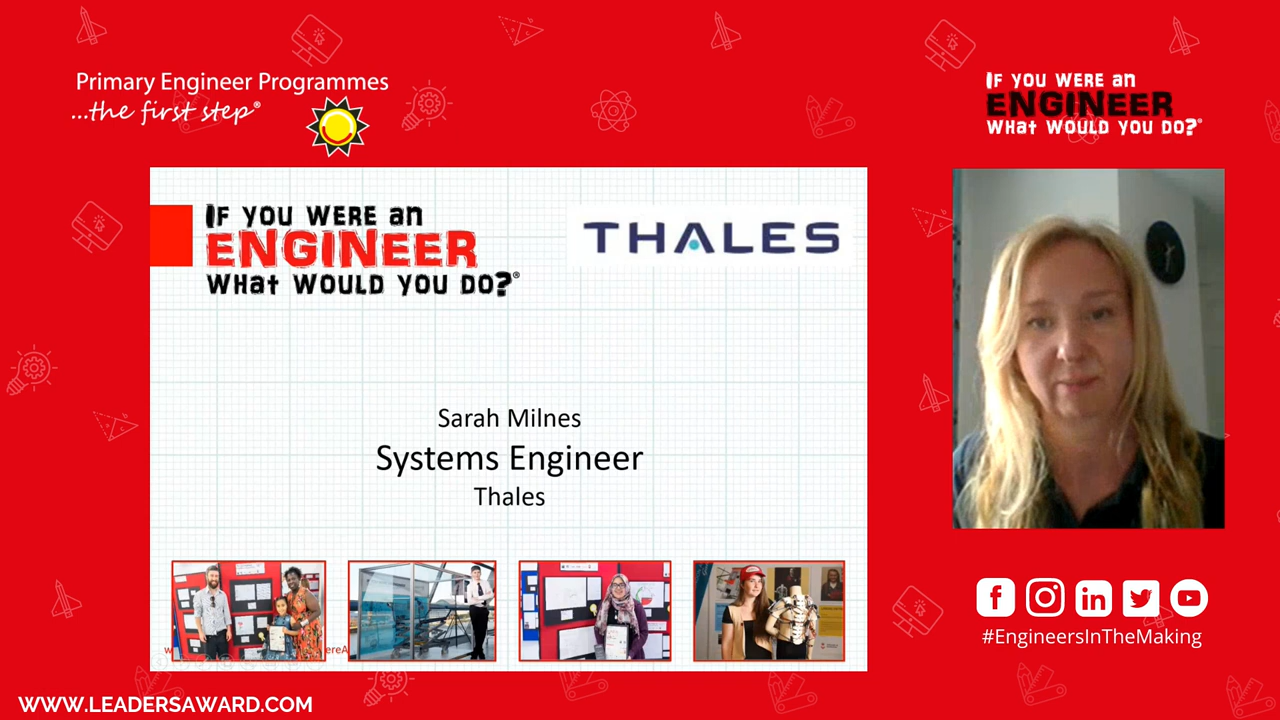 Primary Engineer Programmes
...the first step®
IF YOU WERE an
ENGINEER
WHat WOULD YOU DO?®
IF YOU WERE an
ENGINEER
WHat WOULD YOU DO?®
THALES
Sarah Milnes
Systems Engineer
Thales
#EngineersInTheMaking
WWW.LEADERSAWARD.COM